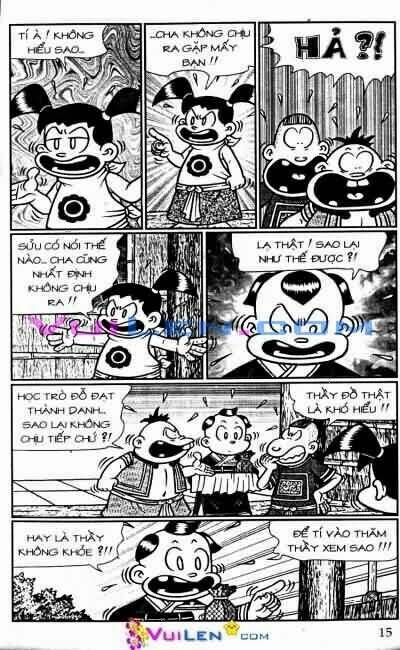 TÍ À! KHÔNG
HIỂU SAO...
...CHA KHÔNG CHỊU
RA GẶP MẤY
BẠN!!
HẢ?!
SỬU CÓ NÓI THẾ
NÀO... CHA CŨNG
NHẤT ĐỊNH
KHÔNG CHỊU
RA!!
LẠ THẬT! SAO LẠI
NHƯ THẾ ĐƯỢC?!
VUILEN.COM
HỌC TRÒ ĐỖ ĐẠT
THÀNH DANH...
SAO LẠI KHÔNG
CHỊU TIẾP CHỨ?!
THẦY ĐỒ THẬT
LÀ KHÓ HIỂU!!
HAY LÀ THẦY
KHÔNG KHỎE?!!
ĐỂ TÍ VÀO THĂM
THẦY XEM SAO!!!
15
VUILEN.COM